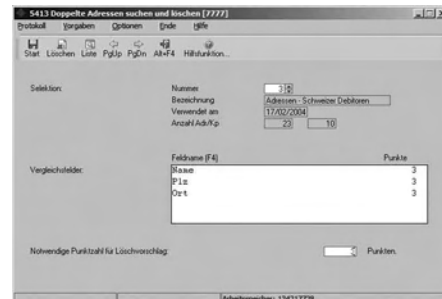 5413 Doppelte Adressen suchen und löschen [7777]
Protokoll Vorgaben Optionen Ende Hilfe
Start Löschen Liste PgUp PgDn Alt+F4 Hilfsfunktion...
Selektion: Nummer
Bezeichnung Adressen - Schweizer Debitoren
Verwendet am 17/02/2004
Anzahl Adr/Kp 23 10
Feldname (F4) Punkte
Vergleichsfelder: Name 3
Plz 3
Ort 3
Notwendige Punktzahl für Löschvorschlag: Punkten.